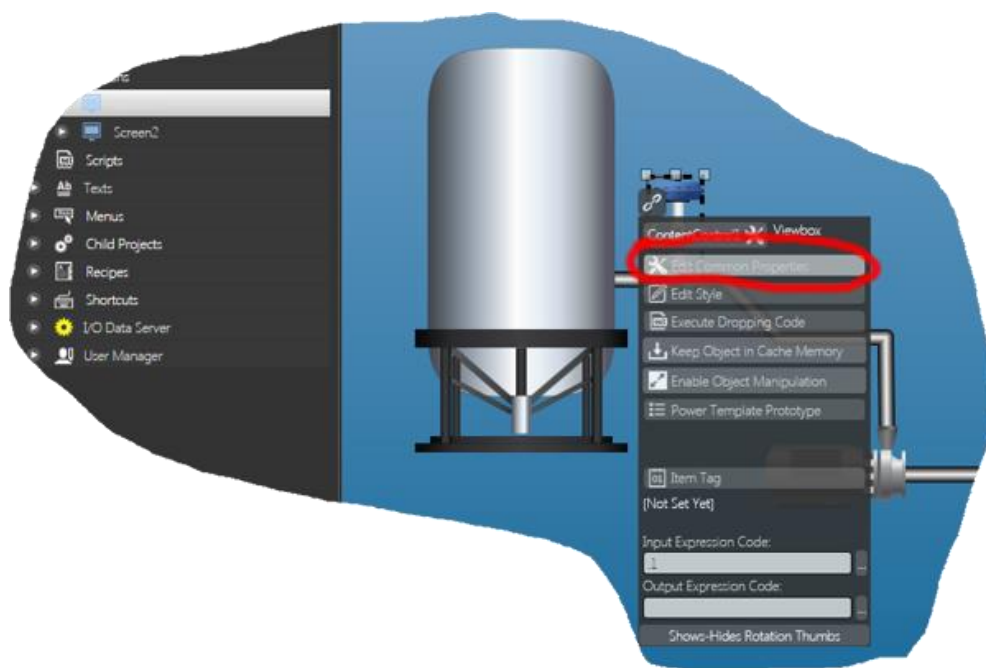 Screen2
Scripts
Ab Texts
Menus
Child Projects
Recipes
Shortcuts
I/O Data Server
User Manager
Viewbox
Edit Common Properties
Edit Style
Execute Dropping Code
Keep Object in Cache Memory
Enable Object Manipulation
Power Template Prototype
Item Tag
[Not Set Yet]
Input Expression Code:
...
Output Expression Code:
...
Shows-Hides Rotation Thumbs